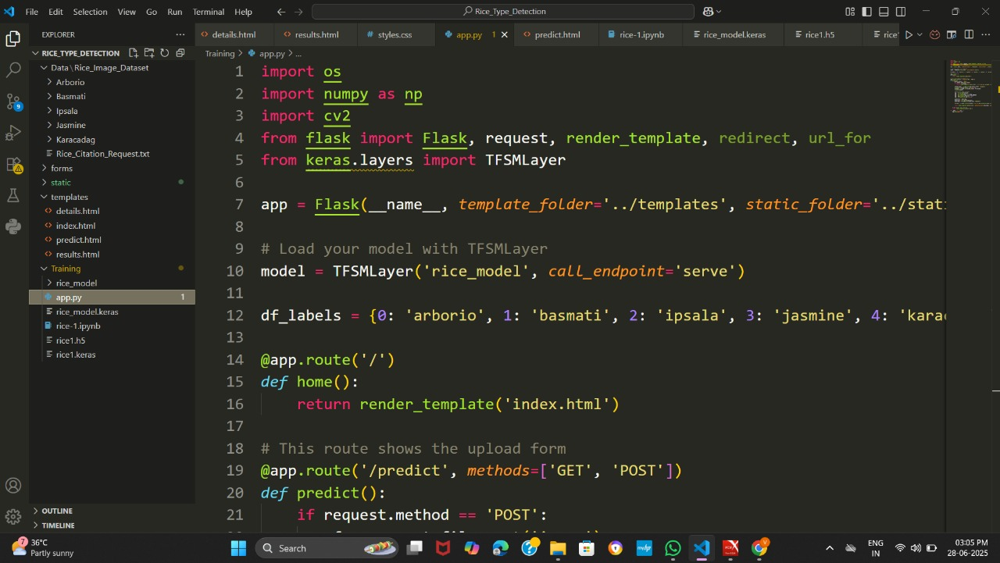 File Edit Selection View Go Run Terminal Help
Rice_Type_Detection
EXPLORER
details.html
results.html
# styles.css
app.py 1
predict.html
rice-1.ipynb
rice_model.keras
rice1.h5
rice
RICE_TYPE_DETECTION
Data\Rice_Image_Dataset
Arborio
Basmati
Ipsala
Jasmine
Karacadag
Rice_Citation_Request.txt
forms
static
templates
details.html
index.html
predict.html
results.html
Training
rice_model
app.py 1
rice_model.keras
rice-1.ipynb
rice1.h5
rice1.keras
OUTLINE
TIMELINE
9
Training > app.py > ...
1 import os
2 import numpy as np
3 import cv2
4 from flask import Flask, request, render_template, redirect, url_for
5 from keras.layers import TFSMLayer
6
7 app = Flask(__name__, template_folder='../templates', static_folder='../stati
8
9 # Load your model with TFSMLayer
10 model = TFSMLayer('rice_model', call_endpoint='serve')
11
12 df_labels = {0: 'arborio', 1: 'basmati', 2: 'ipsala', 3: 'jasmine', 4: 'karac
13
14 @app.route('/')
15 def home():
16 return render_template('index.html')
17
18 # This route shows the upload form
19 @app.route('/predict', methods=['GET', 'POST'])
20 def predict():
21 if request.method == 'POST':
7
36°C
Partly sunny
Search
ENG
IN
03:05 PM
28-06-2025